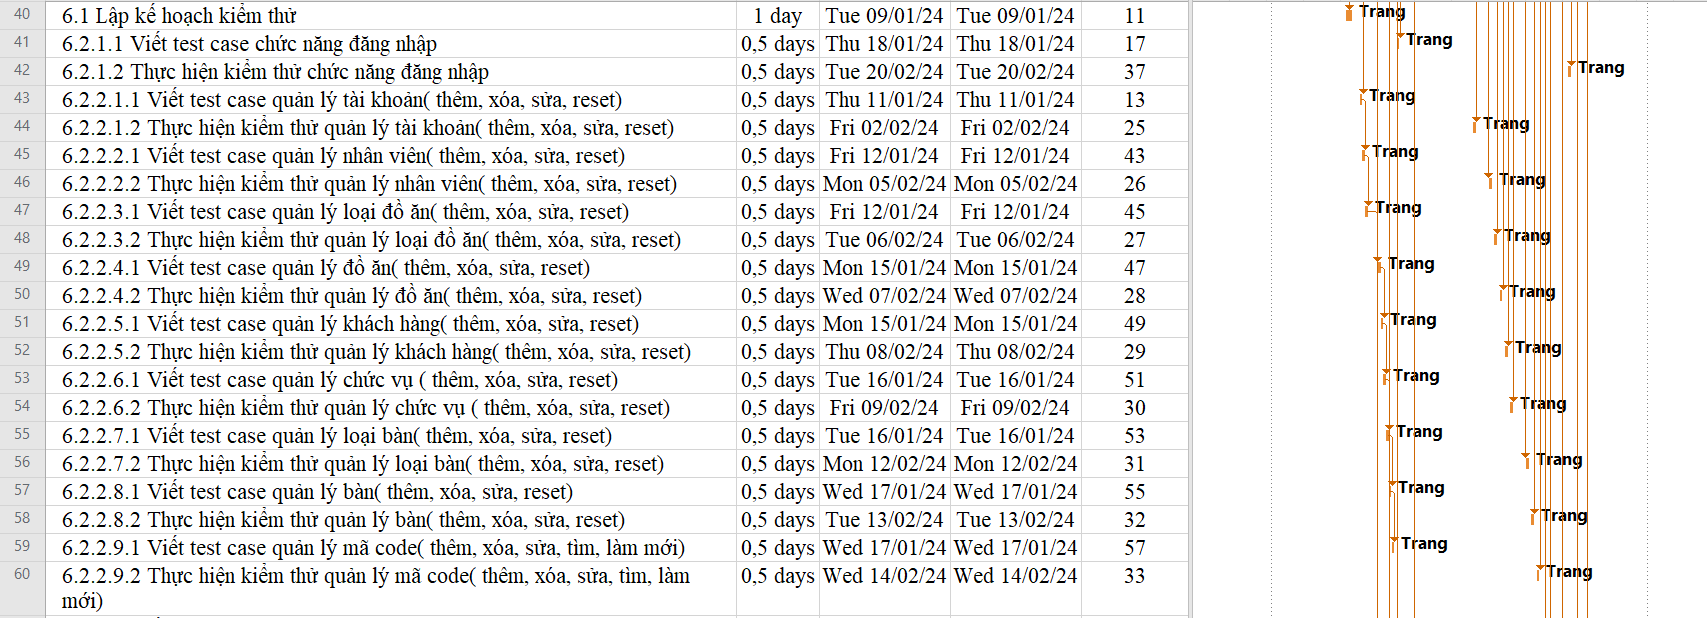 40 6.1 Lập kế hoạch kiểm thử 1 day Tue 09/01/24 Tue 09/01/24 11 Trang
41 6.2.1.1 Viết test case chức năng đăng nhập 0,5 days Thu 18/01/24 Thu 18/01/24 17 Trang
42 6.2.1.2 Thực hiện kiểm thử chức năng đăng nhập 0,5 days Tue 20/02/24 Tue 20/02/24 37 Trang
43 6.2.2.1.1 Viết test case quản lý tài khoản( thêm, xóa, sửa, reset) 0,5 days Thu 11/01/24 Thu 11/01/24 13 Trang
44 6.2.2.1.2 Thực hiện kiểm thử quản lý tài khoản( thêm, xóa, sửa, reset) 0,5 days Fri 02/02/24 Fri 02/02/24 25 Trang
45 6.2.2.2.1 Viết test case quản lý nhân viên( thêm, xóa, sửa, reset) 0,5 days Fri 12/01/24 Fri 12/01/24 43 Trang
46 6.2.2.2.2 Thực hiện kiểm thử quản lý nhân viên( thêm, xóa, sửa, reset) 0,5 days Mon 05/02/24 Mon 05/02/24 26 Trang
47 6.2.2.3.1 Viết test case quản lý loại đồ ăn( thêm, xóa, sửa, reset) 0,5 days Fri 12/01/24 Fri 12/01/24 45 Trang
48 6.2.2.3.2 Thực hiện kiểm thử quản lý loại đồ ăn( thêm, xóa, sửa, reset) 0,5 days Tue 06/02/24 Tue 06/02/24 27 Trang
49 6.2.2.4.1 Viết test case quản lý đồ ăn( thêm, xóa, sửa, reset) 0,5 days Mon 15/01/24 Mon 15/01/24 47 Trang
50 6.2.2.4.2 Thực hiện kiểm thử quản lý đồ ăn( thêm, xóa, sửa, reset) 0,5 days Wed 07/02/24 Wed 07/02/24 28 Trang
51 6.2.2.5.1 Viết test case quản lý khách hàng( thêm, xóa, sửa, reset) 0,5 days Mon 15/01/24 Mon 15/01/24 49 Trang
52 6.2.2.5.2 Thực hiện kiểm thử quản lý khách hàng( thêm, xóa, sửa, reset) 0,5 days Thu 08/02/24 Thu 08/02/24 29 Trang
53 6.2.2.6.1 Viết test case quản lý chức vụ ( thêm, xóa, sửa, reset) 0,5 days Tue 16/01/24 Tue 16/01/24 51 Trang
54 6.2.2.6.2 Thực hiện kiểm thử quản lý chức vụ ( thêm, xóa, sửa, reset) 0,5 days Fri 09/02/24 Fri 09/02/24 30 Trang
55 6.2.2.7.1 Viết test case quản lý loại bàn( thêm, xóa, sửa, reset) 0,5 days Tue 16/01/24 Tue 16/01/24 53 Trang
56 6.2.2.7.2 Thực hiện kiểm thử quản lý loại bàn( thêm, xóa, sửa, reset) 0,5 days Mon 12/02/24 Mon 12/02/24 31 Trang
57 6.2.2.8.1 Viết test case quản lý bàn( thêm, xóa, sửa, reset) 0,5 days Wed 17/01/24 Wed 17/01/24 55 Trang
58 6.2.2.8.2 Thực hiện kiểm thử quản lý bàn( thêm, xóa, sửa, reset) 0,5 days Tue 13/02/24 Tue 13/02/24 32 Trang
59 6.2.2.9.1 Viết test case quản lý mã code( thêm, xóa, sửa, tìm, làm mới) 0,5 days Wed 17/01/24 Wed 17/01/24 57 Trang
60 6.2.2.9.2 Thực hiện kiểm thử quản lý mã code( thêm, xóa, sửa, tìm, làm 0,5 days Wed 14/02/24 Wed 14/02/24 33 Trang
mới)